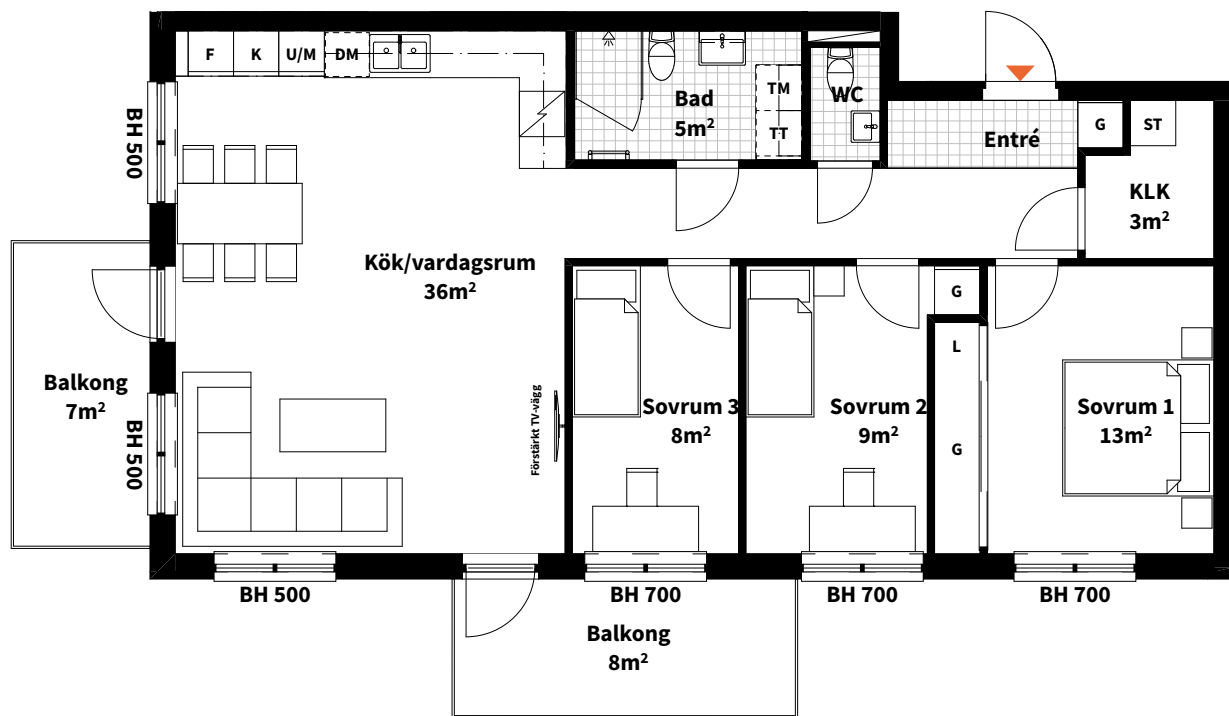 F
K
U/M
DM
Bad
5m²
TM
TT
WC
Entré
G
ST
KLK
3m²
BH 500
Kök/vardagsrum
36m²
G
L
G
Balkong
7m²
BH 500
Förstärkt TV-vägg
Sovrum 3
8m²
Sovrum 2
9m²
Sovrum 1
13m²
BH 500
BH 700
BH 700
BH 700
Balkong
8m²